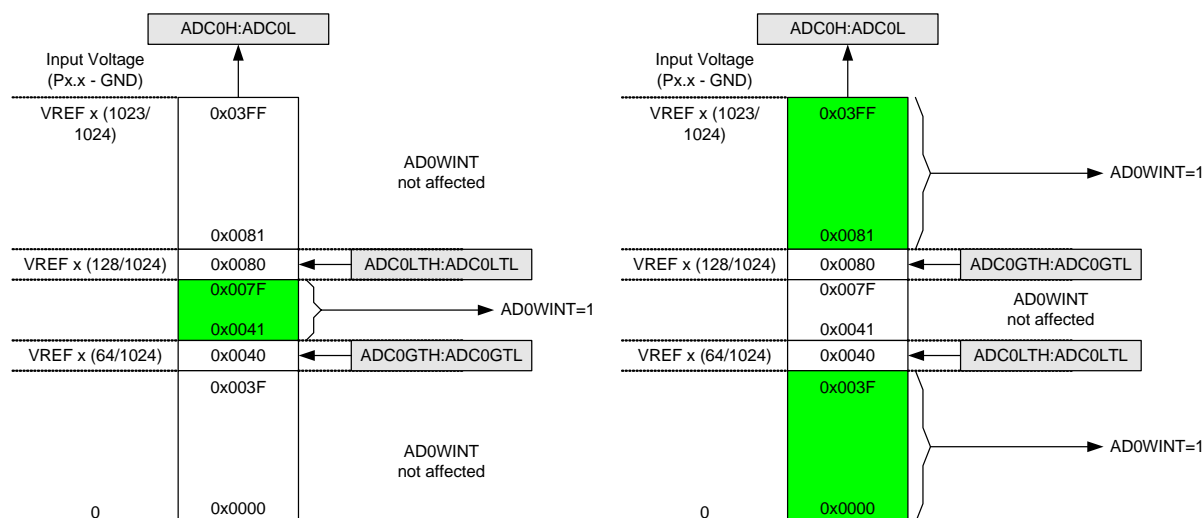 ADC0H:ADC0L
Input Voltage
(Px.x - GND)
VREF x (1023/
1024)
0x03FF
AD0WINT
not affected
0x0081
VREF x (128/1024)
0x0080
ADC0LTH:ADC0LTL
0x007F
AD0WINT=1
0x0041
VREF x (64/1024)
0x0040
ADC0GTH:ADC0GTL
0x003F
AD0WINT
not affected
0
0x0000
ADC0H:ADC0L
Input Voltage
(Px.x - GND)
VREF x (1023/
1024)
0x03FF
AD0WINT=1
0x0081
VREF x (128/1024)
0x0080
ADC0GTH:ADC0GTL
0x007F
AD0WINT
not affected
0x0041
VREF x (64/1024)
0x0040
ADC0LTH:ADC0LTL
0x003F
AD0WINT=1
0
0x0000